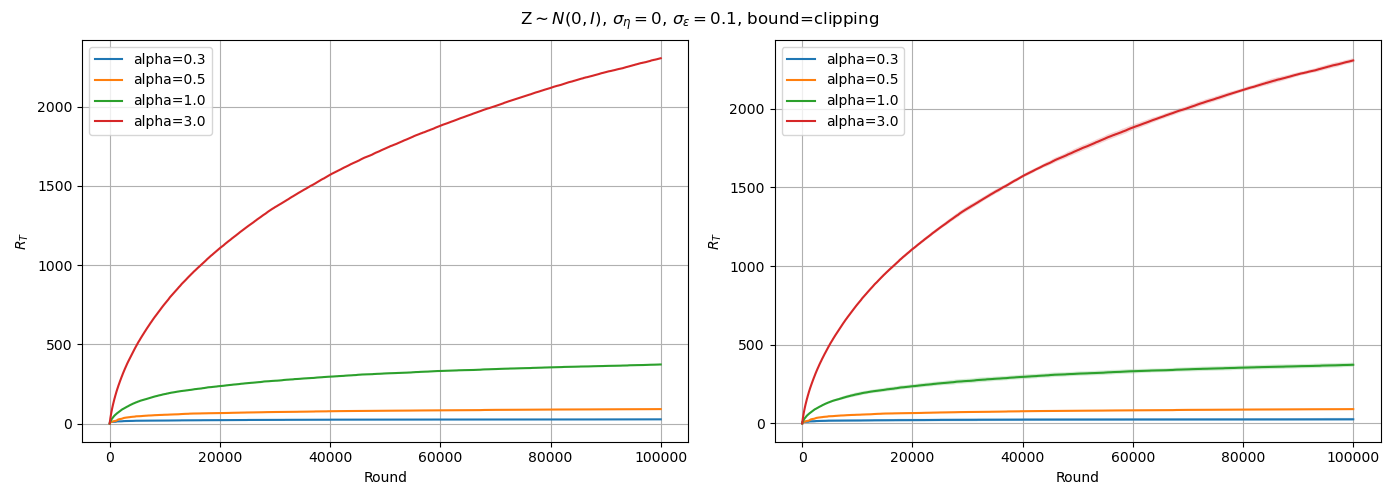 Z ∼ N(0, I), σ_η = 0, σ_ε = 0.1, bound=clipping
alpha=0.3
alpha=0.5
alpha=1.0
alpha=3.0
2000
1500
1000
500
0
R_T
0 20000 40000 60000 80000 100000
Round
alpha=0.3
alpha=0.5
alpha=1.0
alpha=3.0
2000
1500
1000
500
0
R_T
0 20000 40000 60000 80000 100000
Round